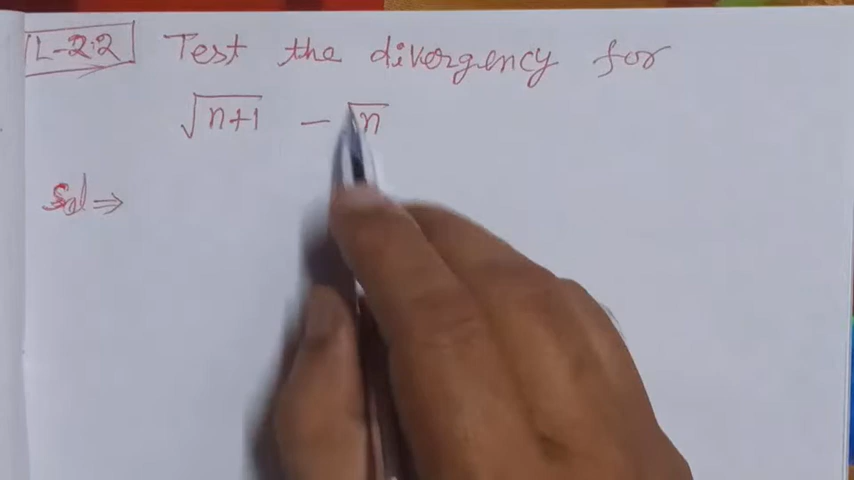 L-2.2 Test the divergency for
√n+1 - √n
Sol ⇒